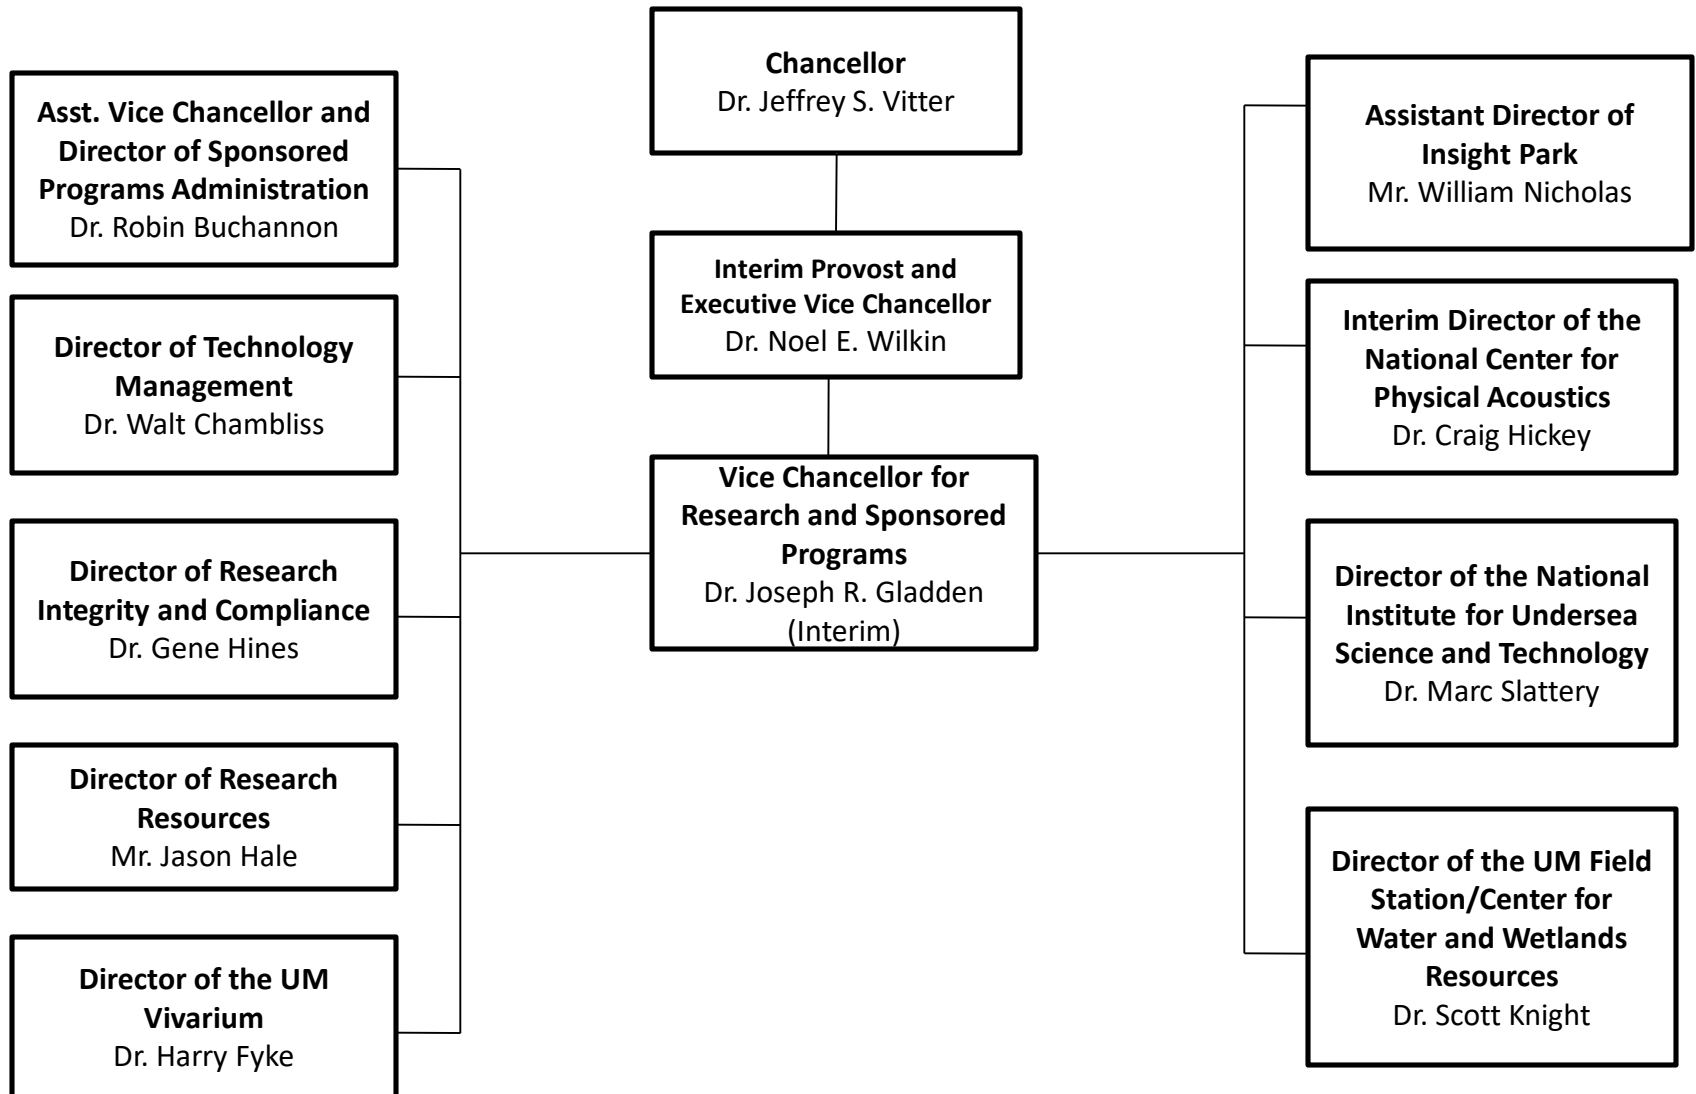 Chancellor
Dr. Jeffrey S. Vitter
Interim Provost and
Executive Vice Chancellor
Dr. Noel E. Wilkin
Vice Chancellor for
Research and Sponsored
Programs
Dr. Joseph R. Gladden
(Interim)
Asst. Vice Chancellor and
Director of Sponsored
Programs Administration
Dr. Robin Buchannon
Director of Technology
Management
Dr. Walt Chambliss
Director of Research
Integrity and Compliance
Dr. Gene Hines
Director of Research
Resources
Mr. Jason Hale
Director of the UM
Vivarium
Dr. Harry Fyke
Assistant Director of
Insight Park
Mr. William Nicholas
Interim Director of the
National Center for
Physical Acoustics
Dr. Craig Hickey
Director of the National
Institute for Undersea
Science and Technology
Dr. Marc Slattery
Director of the UM Field
Station/Center for
Water and Wetlands
Resources
Dr. Scott Knight